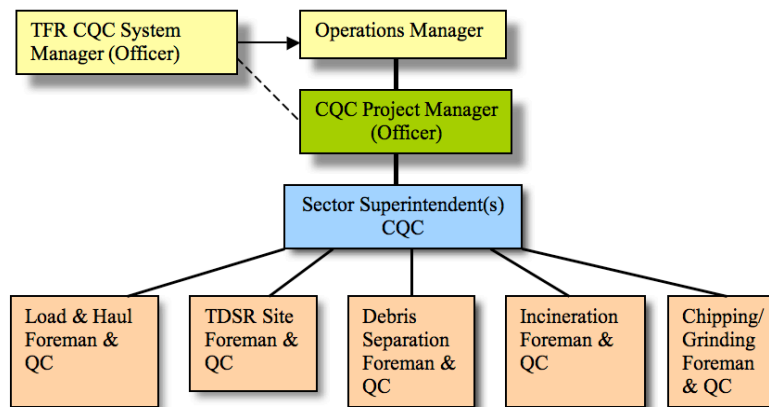 TFR CQC System
Manager (Officer)
Operations Manager
CQC Project Manager
(Officer)
Sector Superintendent(s)
CQC
Load & Haul
Foreman &
QC
TDSR Site
Foreman &
QC
Debris
Separation
Foreman &
QC
Incineration
Foreman &
QC
Chipping/
Grinding
Foreman
& QC